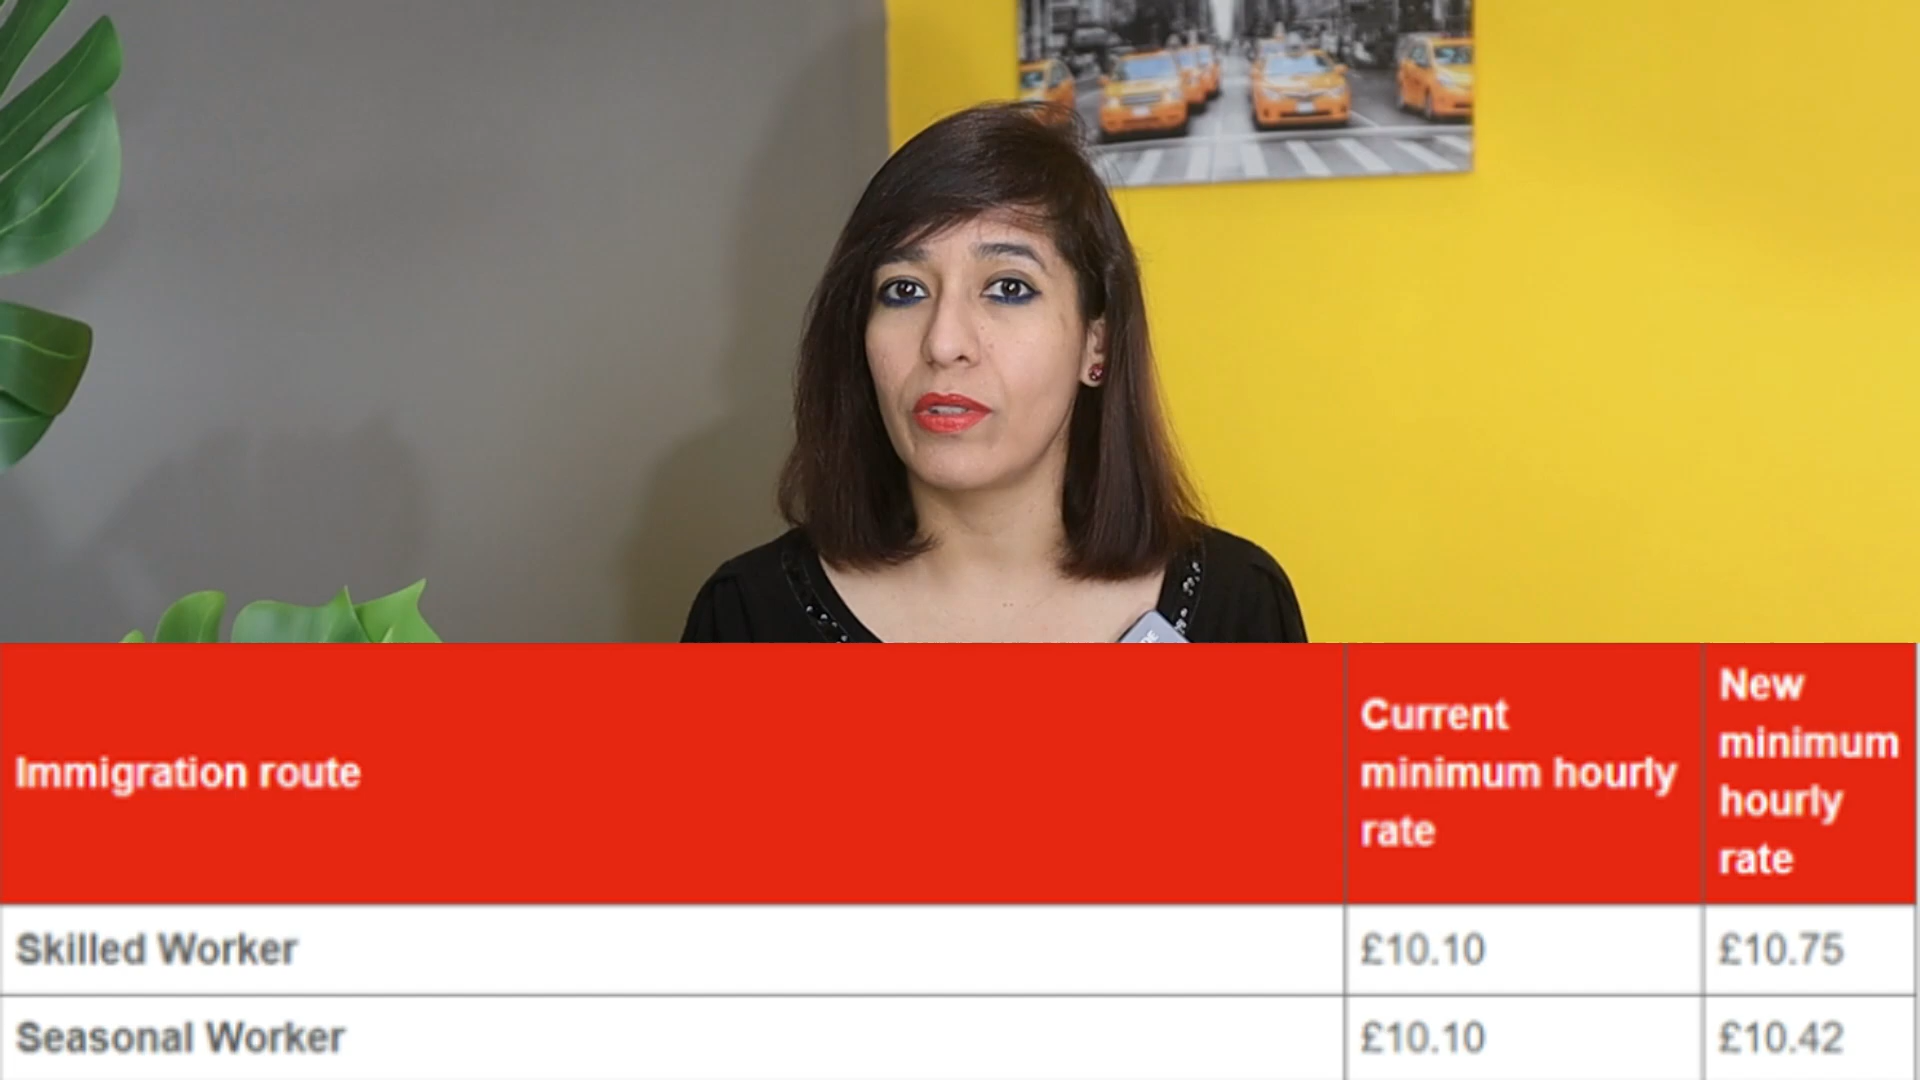 Immigration route
Current
minimum hourly
rate
New
minimum
hourly
rate
Skilled Worker
£10.10
£10.75
Seasonal Worker
£10.10
£10.42